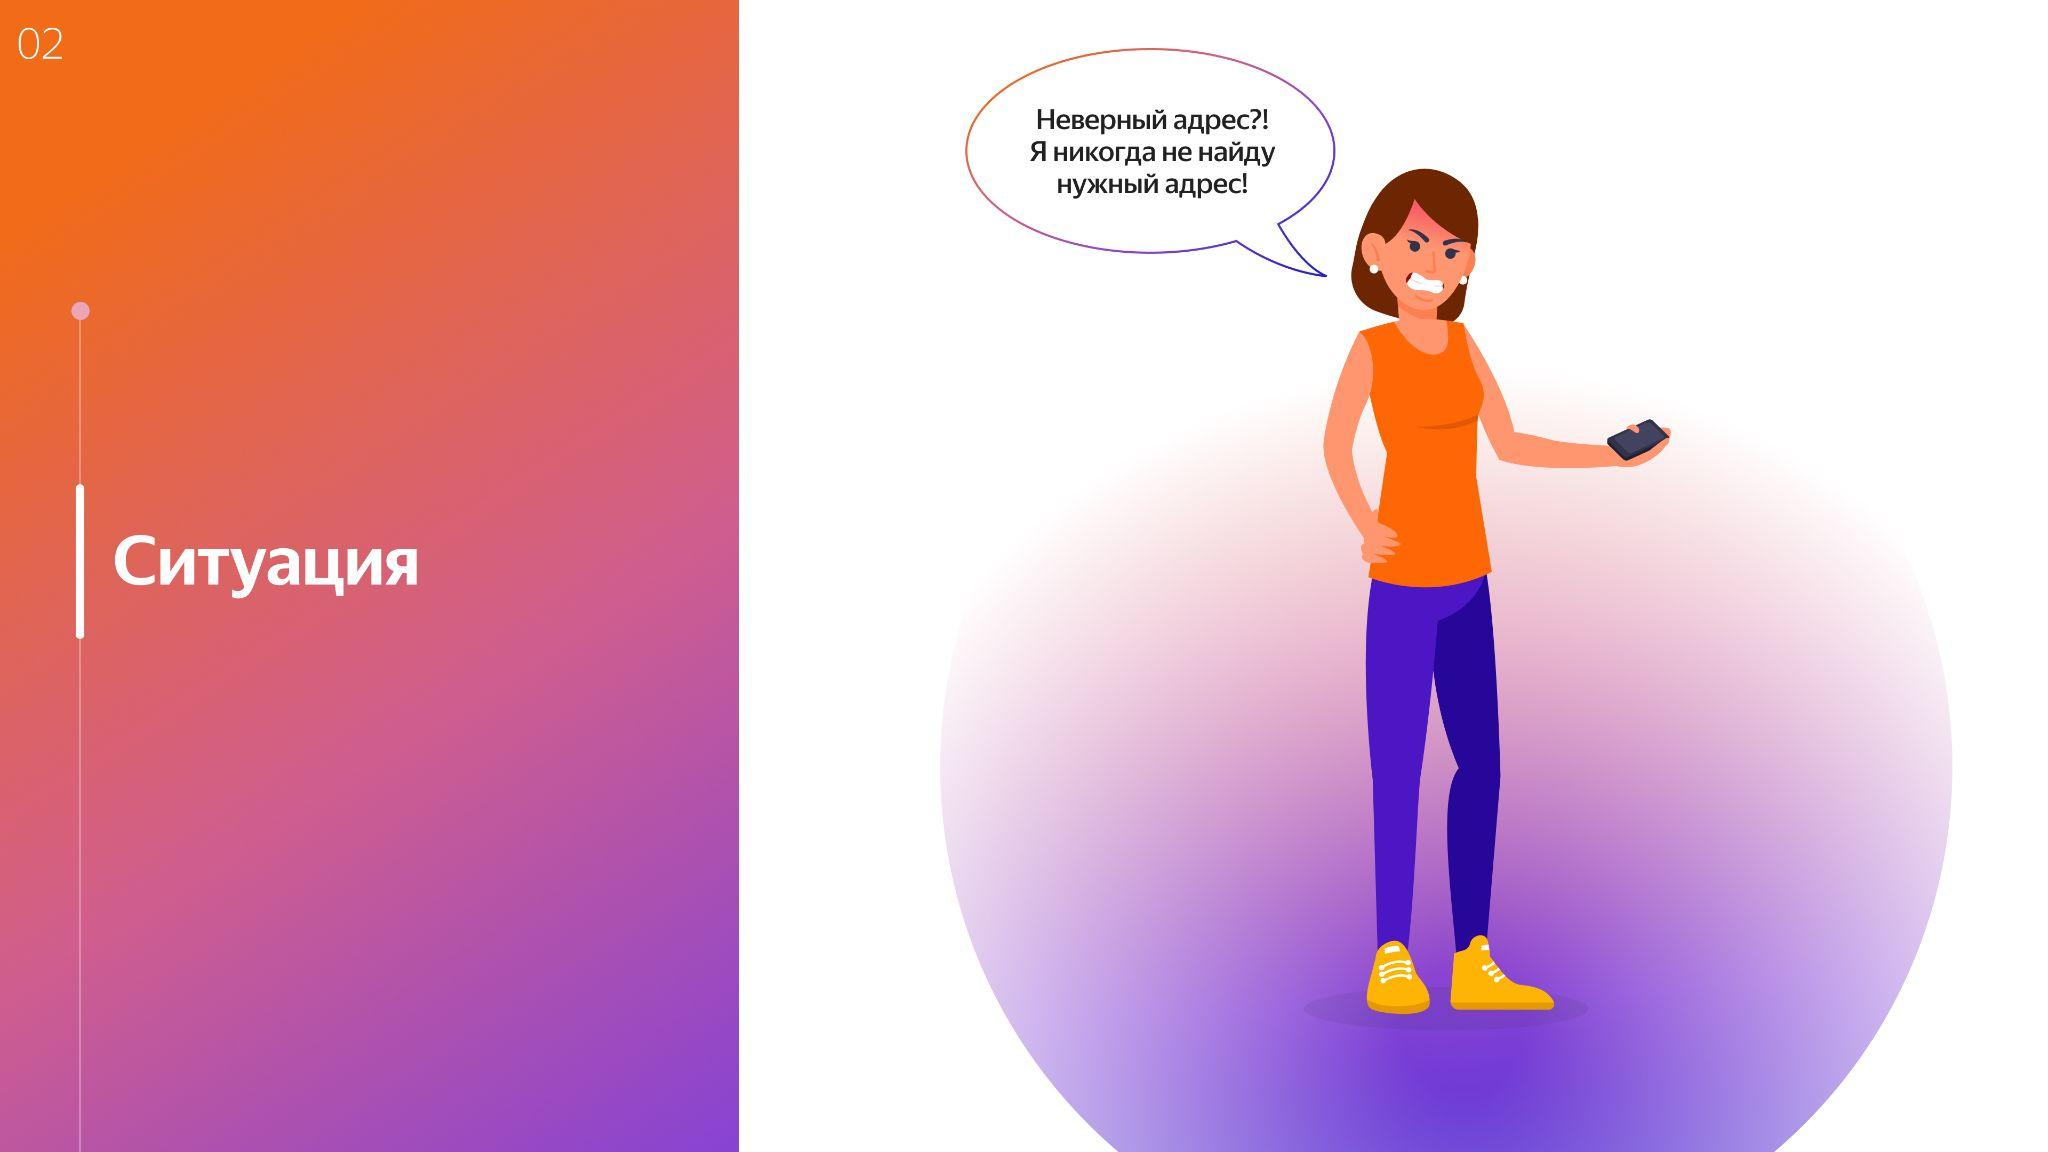 02
Ситуация
Неверный адрес?!
Я никогда не найду
нужный адрес!